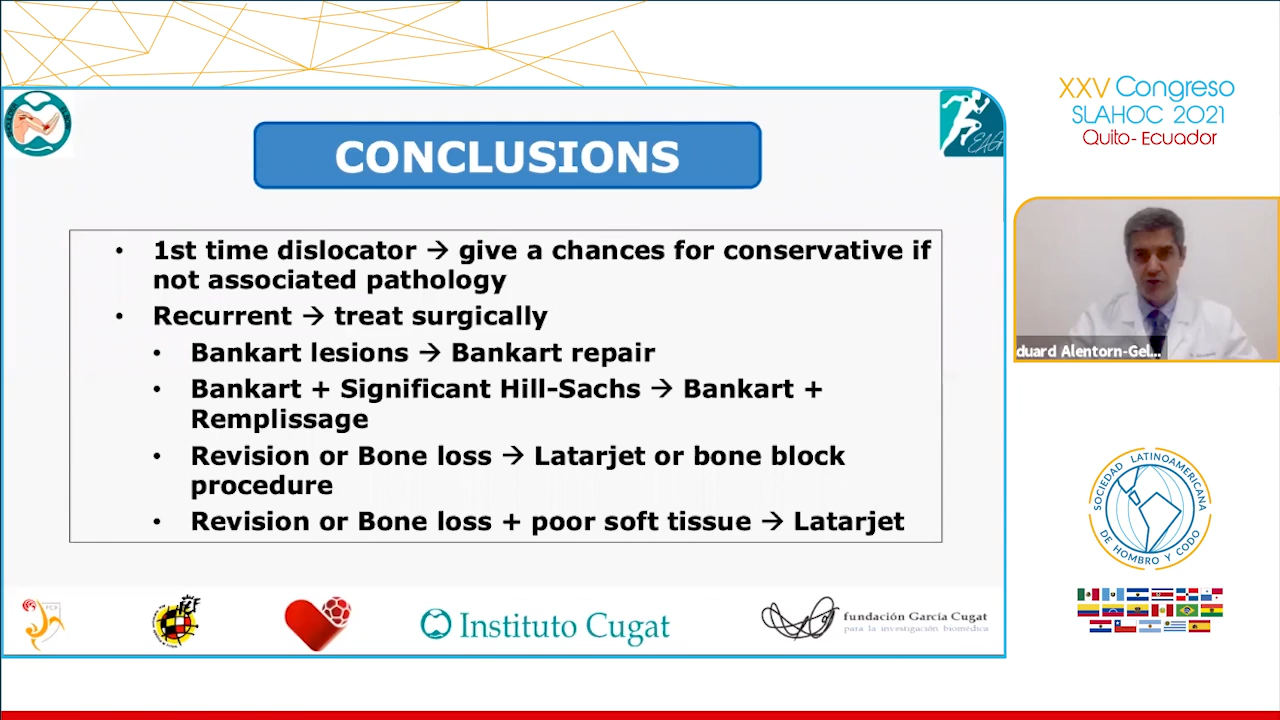 XXV Congreso
SLAHOC 2021
Quito- Ecuador
CONCLUSIONS
• 1st time dislocator → give a chances for conservative if
not associated pathology
• Recurrent → treat surgically
• Bankart lesions → Bankart repair
• Bankart + Significant Hill-Sachs → Bankart +
Remplissage
• Revision or Bone loss → Latarjet or bone block
procedure
• Revision or Bone loss + poor soft tissue → Latarjet
duard Alentorn-Gel...
SOCIEDAD LATINOAMERICANA
DE HOMBRO Y CODO
Instituto Cugat
fundación García Cugat
para la investigación biomédica